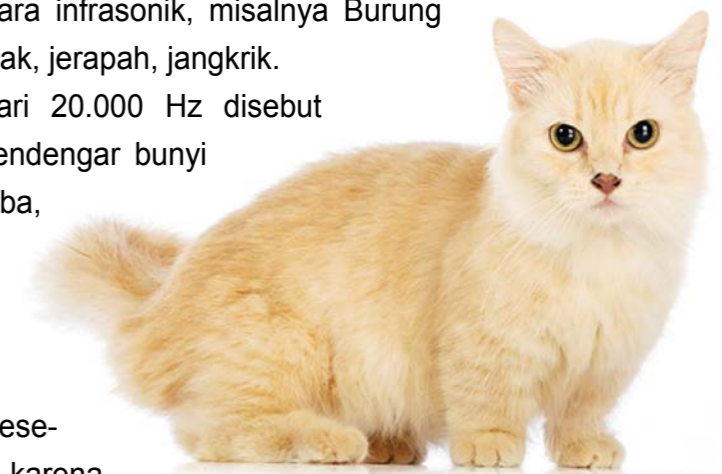 ara infrasonik, misalnya Burung
ak, jerapah, jangkrik.
ari 20.000 Hz disebut
endengar bunyi
ba,
ese-
karena